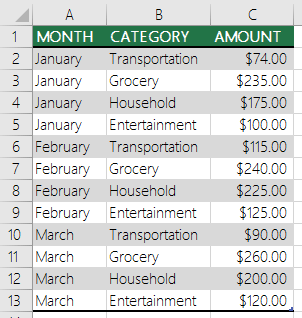 A B C
1 MONTH CATEGORY AMOUNT
2 January Transportation $74.00
3 January Grocery $235.00
4 January Household $175.00
5 January Entertainment $100.00
6 February Transportation $115.00
7 February Grocery $240.00
8 February Household $225.00
9 February Entertainment $125.00
10 March Transportation $90.00
11 March Grocery $260.00
12 March Household $200.00
13 March Entertainment $120.00